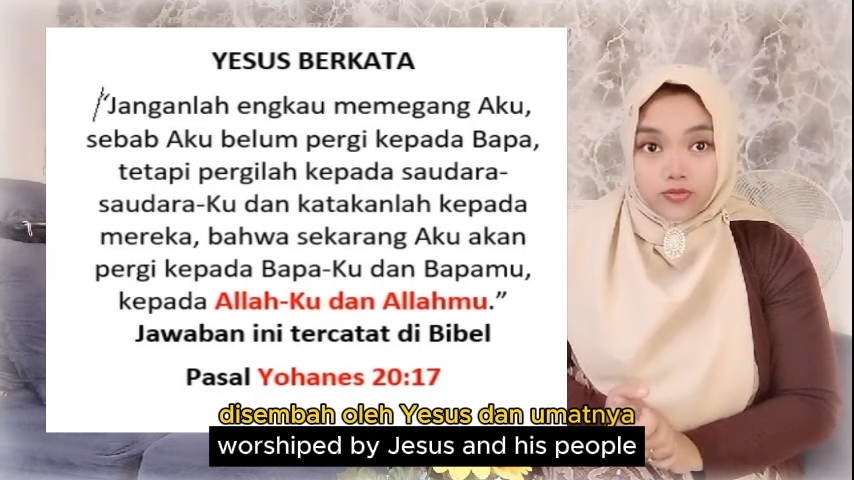 YESUS BERKATA
“Janganlah engkau memegang Aku,
sebab Aku belum pergi kepada Bapa,
tetapi pergilah kepada saudara-
saudara-Ku dan katakanlah kepada
mereka, bahwa sekarang Aku akan
pergi kepada Bapa-Ku dan Bapamu,
kepada Allah-Ku dan Allahmu.”
Jawaban ini tercatat di Bibel
Pasal Yohanes 20:17
disembah oleh Yesus dan umatnya
worshiped by Jesus and his people